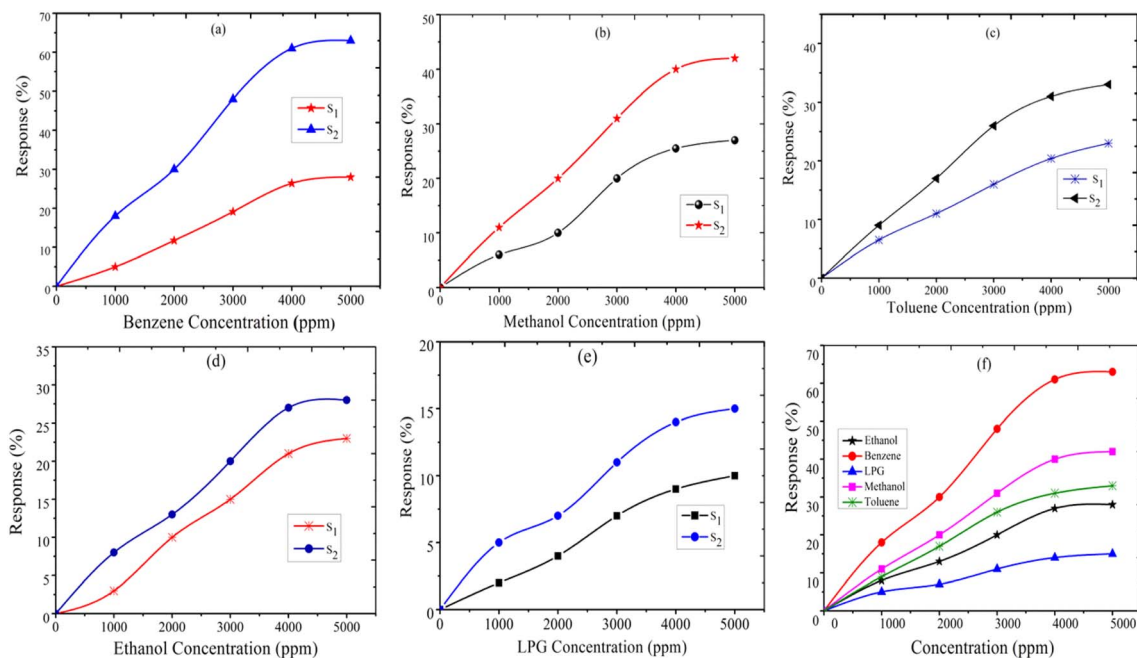 (a)
Response (%)
70
60
50
40
30
20
10
0
S1
S2
0 1000 2000 3000 4000 5000
Benzene Concentration (ppm)
(b)
Response (%)
50
40
30
20
10
0
S1
S2
0 1000 2000 3000 4000 5000
Methanol Concentration (ppm)
(c)
Response (%)
40
30
20
10
0
S1
S2
0 1000 2000 3000 4000 5000
Toluene Concentration (ppm)
(d)
Response (%)
35
30
25
20
15
10
5
0
S1
S2
0 1000 2000 3000 4000 5000
Ethanol Concentration (ppm)
(e)
Response (%)
20
15
10
5
0
S1
S2
0 1000 2000 3000 4000 5000
LPG Concentration (ppm)
(f)
Response (%)
70
60
50
40
30
20
10
Ethanol
Benzene
LPG
Methanol
Toluene
0 1000 2000 3000 4000 5000
Concentration (ppm)